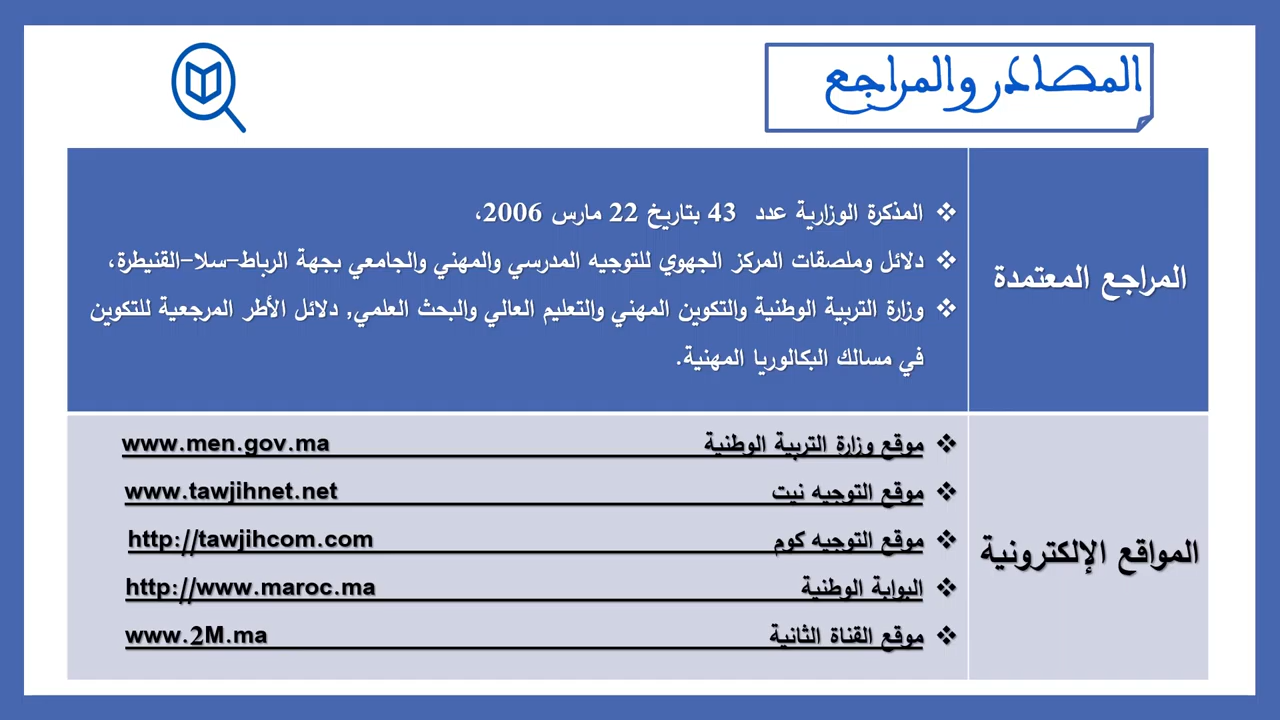 المصادر والمراجع
المراجع المعتمدة
❖ المذكرة الوزارية عدد 43 بتاريخ 22 مارس 2006،
❖ دلائل وملصقات المركز الجهوي للتوجيه المدرسي والمهني والجامعي بجهة الرباط-سلا-القنيطرة،
❖ وزارة التربية الوطنية والتكوين المهني والتعليم العالي والبحث العلمي, دلائل الأطر المرجعية للتكوين
في مسالك البكالوريا المهنية.
المواقع الإلكترونية
❖ موقع وزارة التربية الوطنية www.men.gov.ma
❖ موقع التوجيه نيت www.tawjihnet.net
❖ موقع التوجيه كوم http://tawjihcom.com
❖ البوابة الوطنية http://www.maroc.ma
❖ موقع القناة الثانية www.2M.ma